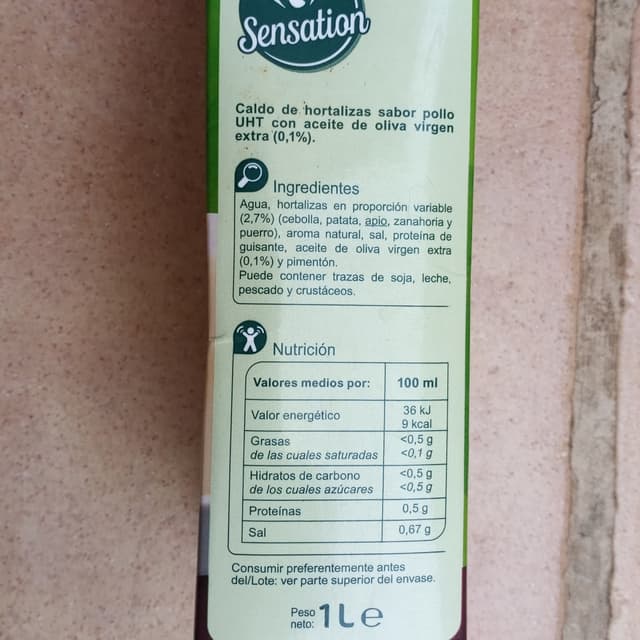 Sensation
Caldo de hortalizas sabor pollo
UHT con aceite de oliva virgen
extra (0,1%).
Ingredientes
Agua, hortalizas en proporción variable
(2,7%) (cebolla, patata, apio, zanahoria y
puerro), aroma natural, sal, proteína de
guisante, aceite de oliva virgen extra
(0,1%) y pimentón.
Puede contener trazas de soja, leche,
pescado y crustáceos.
Nutrición
Valores medios por: 100 ml
Valor energético 36 kJ
9 kcal
Grasas <0,5 g
de las cuales saturadas <0,1 g
Hidratos de carbono <0,5 g
de los cuales azúcares <0,5 g
Proteínas 0,5 g
Sal 0,67 g
Consumir preferentemente antes
del/Lote: ver parte superior del envase.
Peso
neto: 1L e